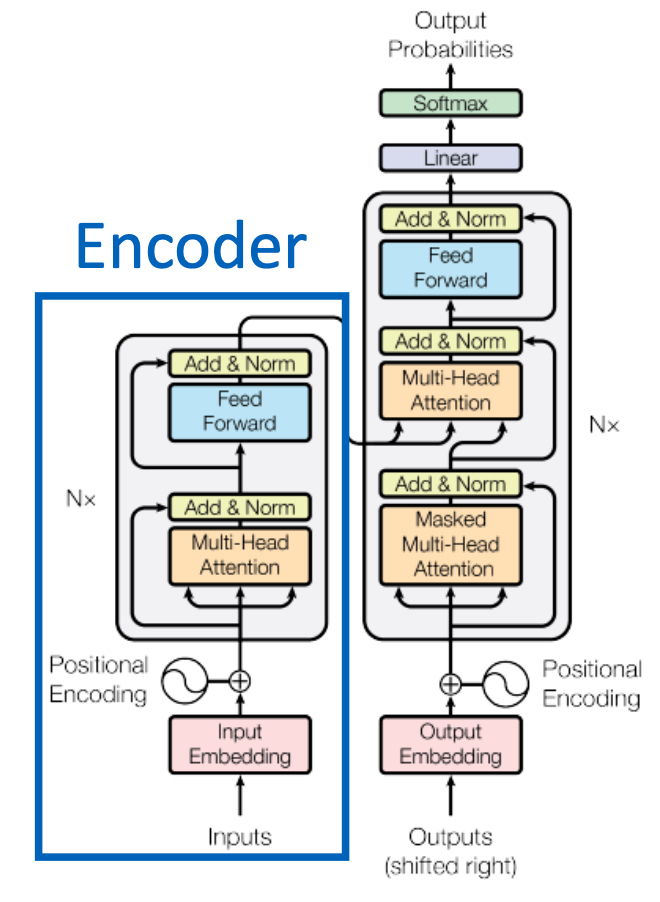 Output
Probabilities
Softmax
Linear
Add & Norm
Feed
Forward
Add & Norm
Multi-Head
Attention
Nx
Add & Norm
Masked
Multi-Head
Attention
Positional
Encoding
Output
Embedding
Outputs
(shifted right)
Encoder
Add & Norm
Feed
Forward
Nx
Add & Norm
Multi-Head
Attention
Positional
Encoding
Input
Embedding
Inputs